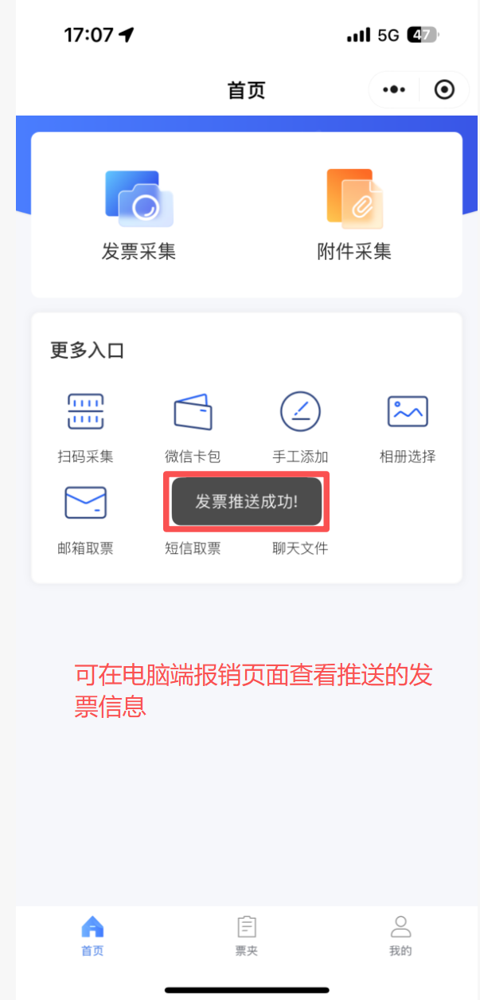 17:07
5G 47
首页
发票采集 附件采集
更多入口
扫码采集 微信卡包 手工添加 相册选择
发票推送成功!
邮箱取票 短信取票 聊天文件
可在电脑端报销页面查看推送的发
票信息
首页 票夹 我的